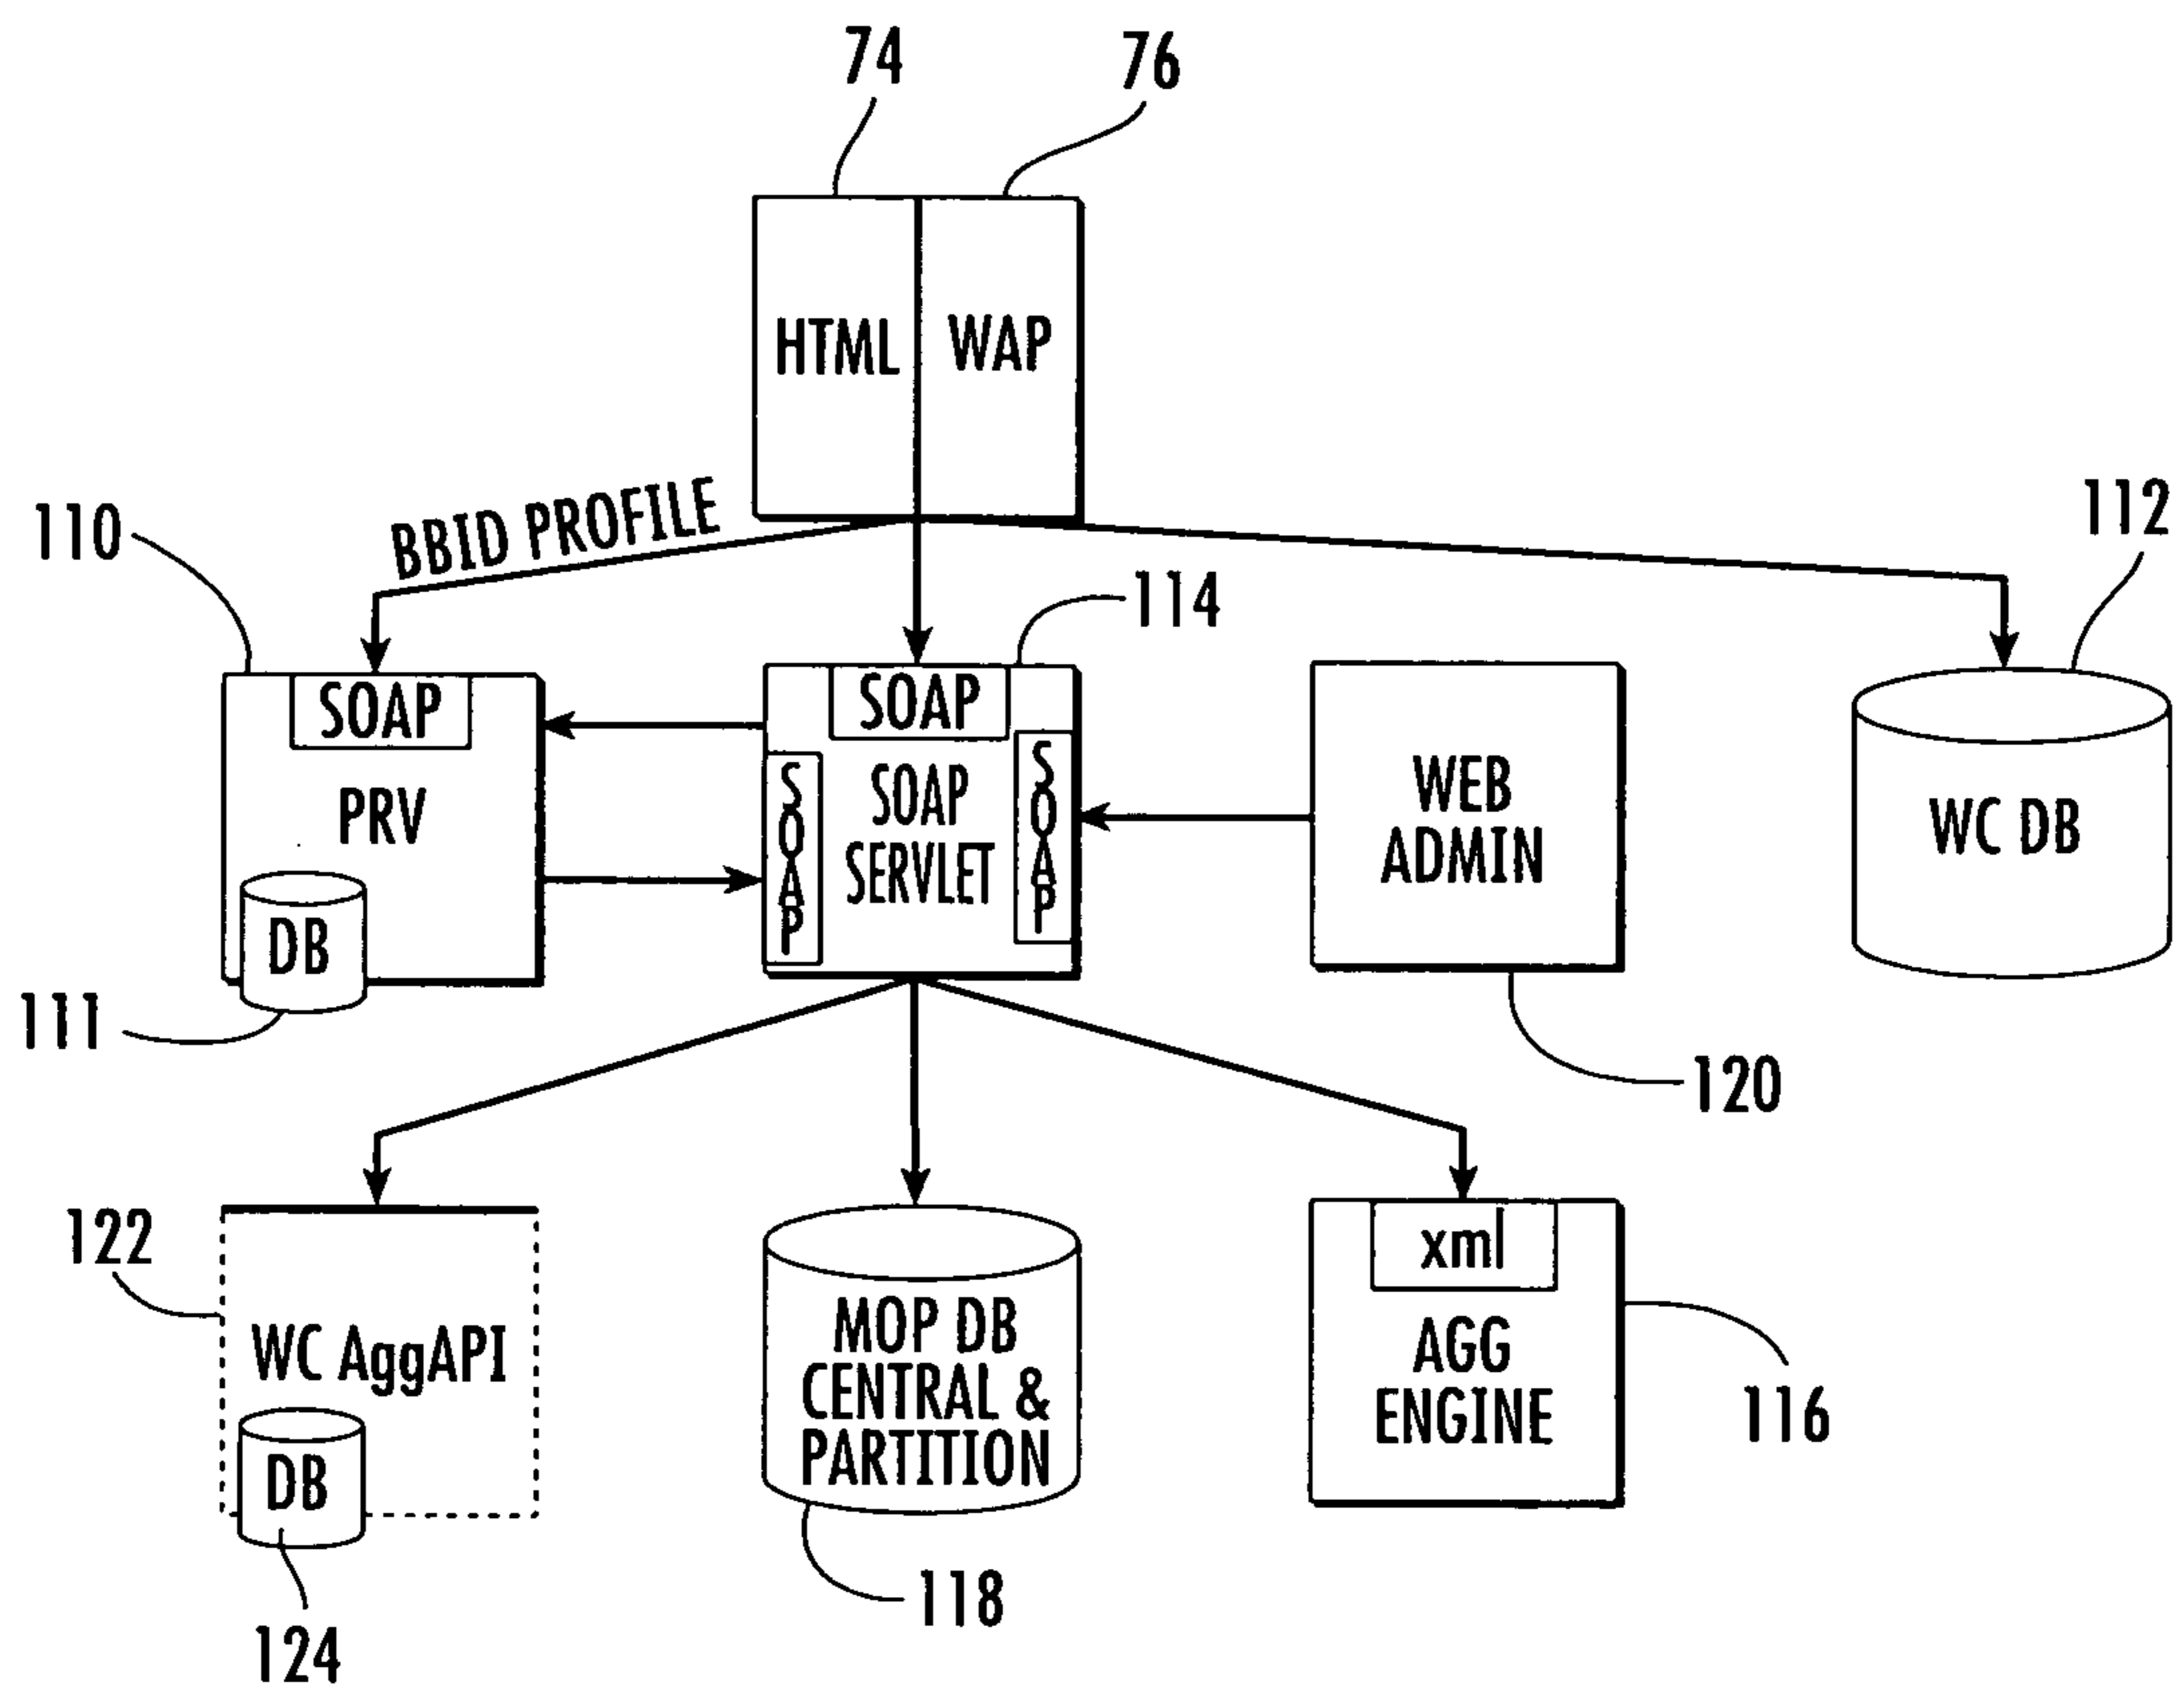 74
76
HTML
WAP
BBID PROFILE
110
112
114
SOAP
PRV
DB
111
SOAP
SOAP
SOAP
SERVLET
SOAP
WEB
ADMIN
120
WC DB
122
WC AggAPI
DB
124
MOP DB
CENTRAL &
PARTITION
118
xml
AGG
ENGINE
116